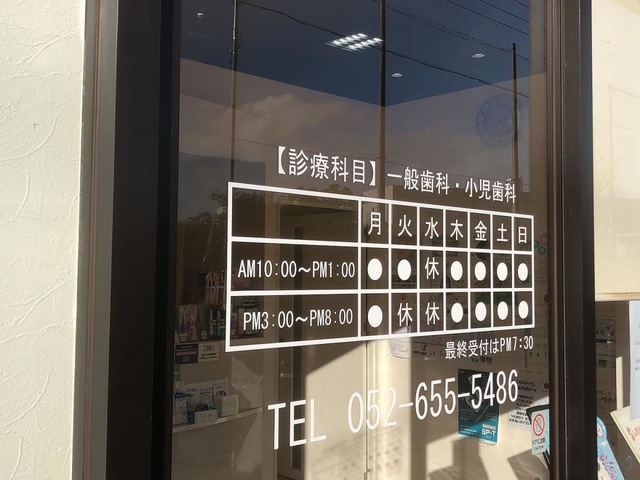 【診療科目】一般歯科・小児歯科
月 火 水 木 金 土 日
AM10:00～PM1:00 ● ● 休 ● ● ● ●
PM3:00～PM8:00 ● 休 休 ● ● ● ●
最終受付はPM7:30
TEL 052-655-5486
SP-T